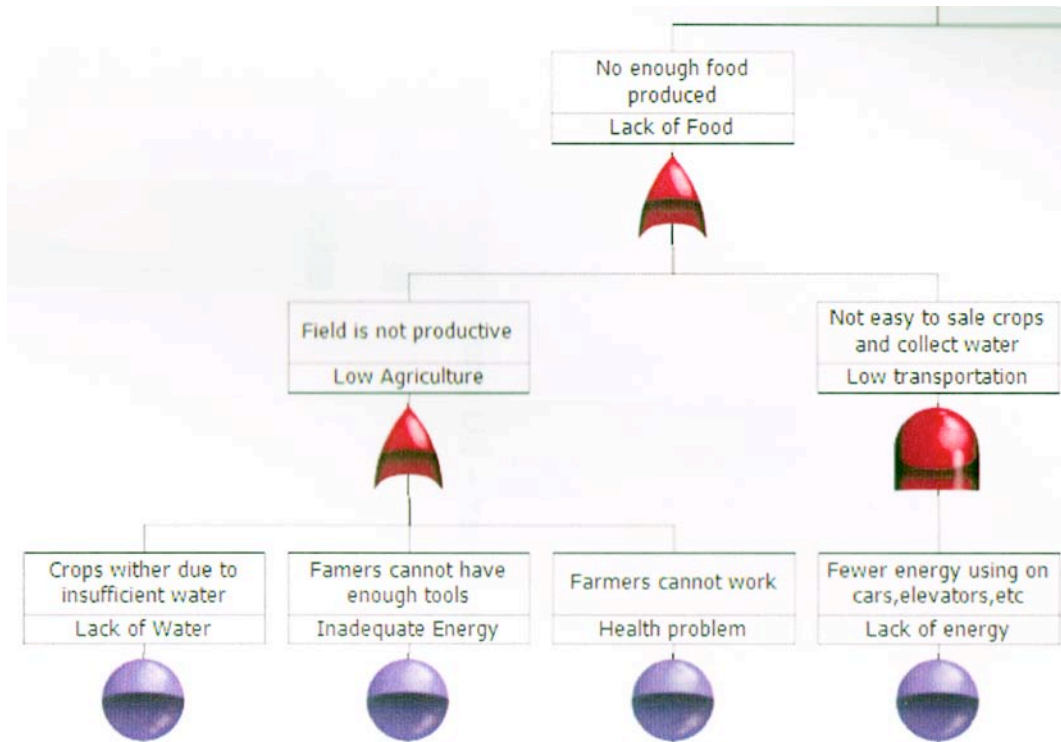 No enough food
produced
Lack of Food
Field is not productive
Low Agriculture
Not easy to sale crops
and collect water
Low transportation
Crops wither due to
insufficient water
Lack of Water
Famers cannot have
enough tools
Inadequate Energy
Farmers cannot work
Health problem
Fewer energy using on
cars,elevators,etc
Lack of energy